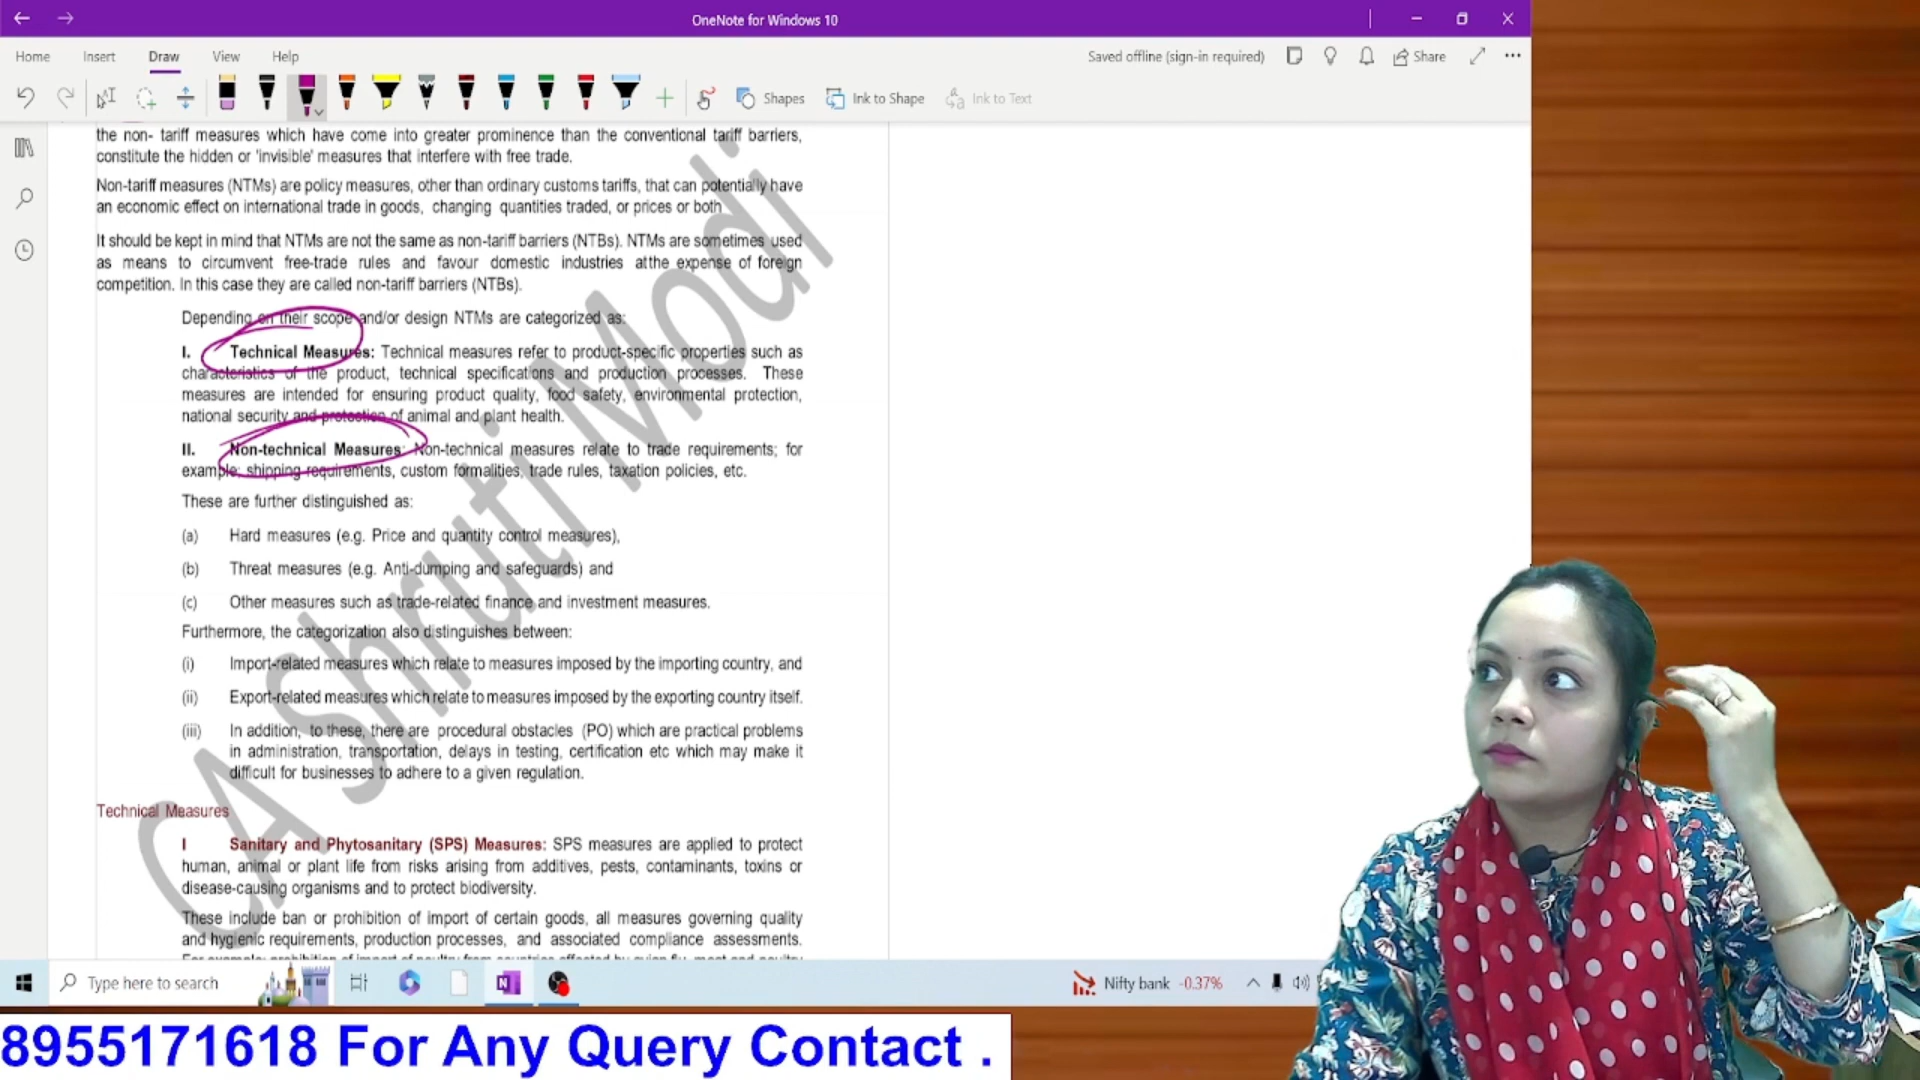 OneNote for Windows 10
Home Insert Draw View Help Saved offline (sign-in required) Share
Shapes Ink to Shape Ink to Text
the non- tariff measures which have come into greater prominence than the conventional tariff barriers,
constitute the hidden or 'invisible' measures that interfere with free trade.
Non-tariff measures (NTMs) are policy measures, other than ordinary customs tariffs, that can potentially have
an economic effect on international trade in goods, changing quantities traded, or prices or both
It should be kept in mind that NTMs are not the same as non-tariff barriers (NTBs). NTMs are sometimes used
as means to circumvent free-trade rules and favour domestic industries atthe expense of foreign
competition. In this case they are called non-tariff barriers (NTBs).
Depending on their scope and/or design NTMs are categorized as:
I. Technical Measures: Technical measures refer to product-specific properties such as
characteristics of the product, technical specifications and production processes. These
measures are intended for ensuring product quality, food safety, environmental protection,
national security and protection of animal and plant health.
II. Non-technical Measures: Non-technical measures relate to trade requirements; for
example; shipping requirements, custom formalities, trade rules, taxation policies, etc.
These are further distinguished as:
(a) Hard measures (e.g. Price and quantity control measures),
(b) Threat measures (e.g. Anti-dumping and safeguards) and
(c) Other measures such as trade-related finance and investment measures.
Furthermore, the categorization also distinguishes between:
(i) Import-related measures which relate to measures imposed by the importing country, and
(ii) Export-related measures which relate to measures imposed by the exporting country itself.
(iii) In addition, to these, there are procedural obstacles (PO) which are practical problems
in administration, transportation, delays in testing, certification etc which may make it
difficult for businesses to adhere to a given regulation.
Technical Measures
I Sanitary and Phytosanitary (SPS) Measures: SPS measures are applied to protect
human, animal or plant life from risks arising from additives, pests, contaminants, toxins or
disease-causing organisms and to protect biodiversity.
These include ban or prohibition of import of certain goods, all measures governing quality
and hygienic requirements, production processes, and associated compliance assessments.
For example; prohibition of import of poultry from countries affected by avian flu, meat and poultry
CA Shruti Modi
Type here to search Nifty bank -0.37%
8955171618 For Any Query Contact .